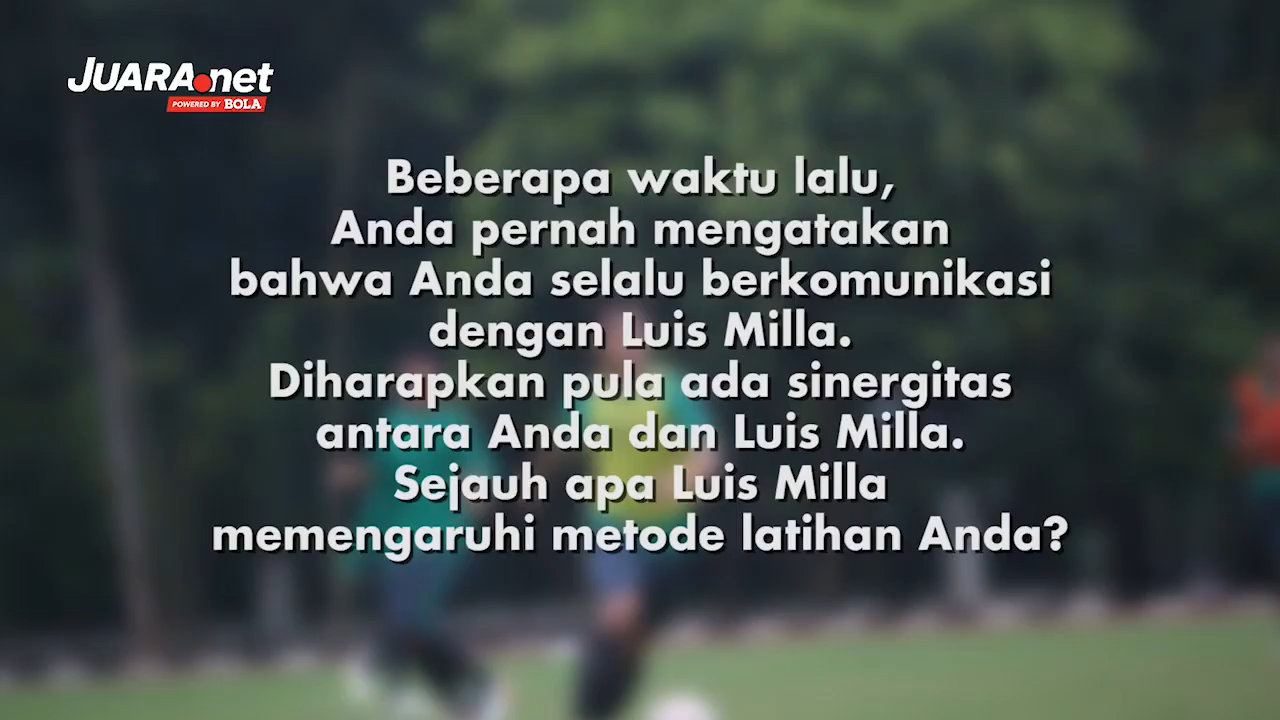 JUARA.net
POWERED BY BOLA
Beberapa waktu lalu,
Anda pernah mengatakan
bahwa Anda selalu berkomunikasi
dengan Luis Milla.
Diharapkan pula ada sinergitas
antara Anda dan Luis Milla.
Sejauh apa Luis Milla
memengaruhi metode latihan Anda?